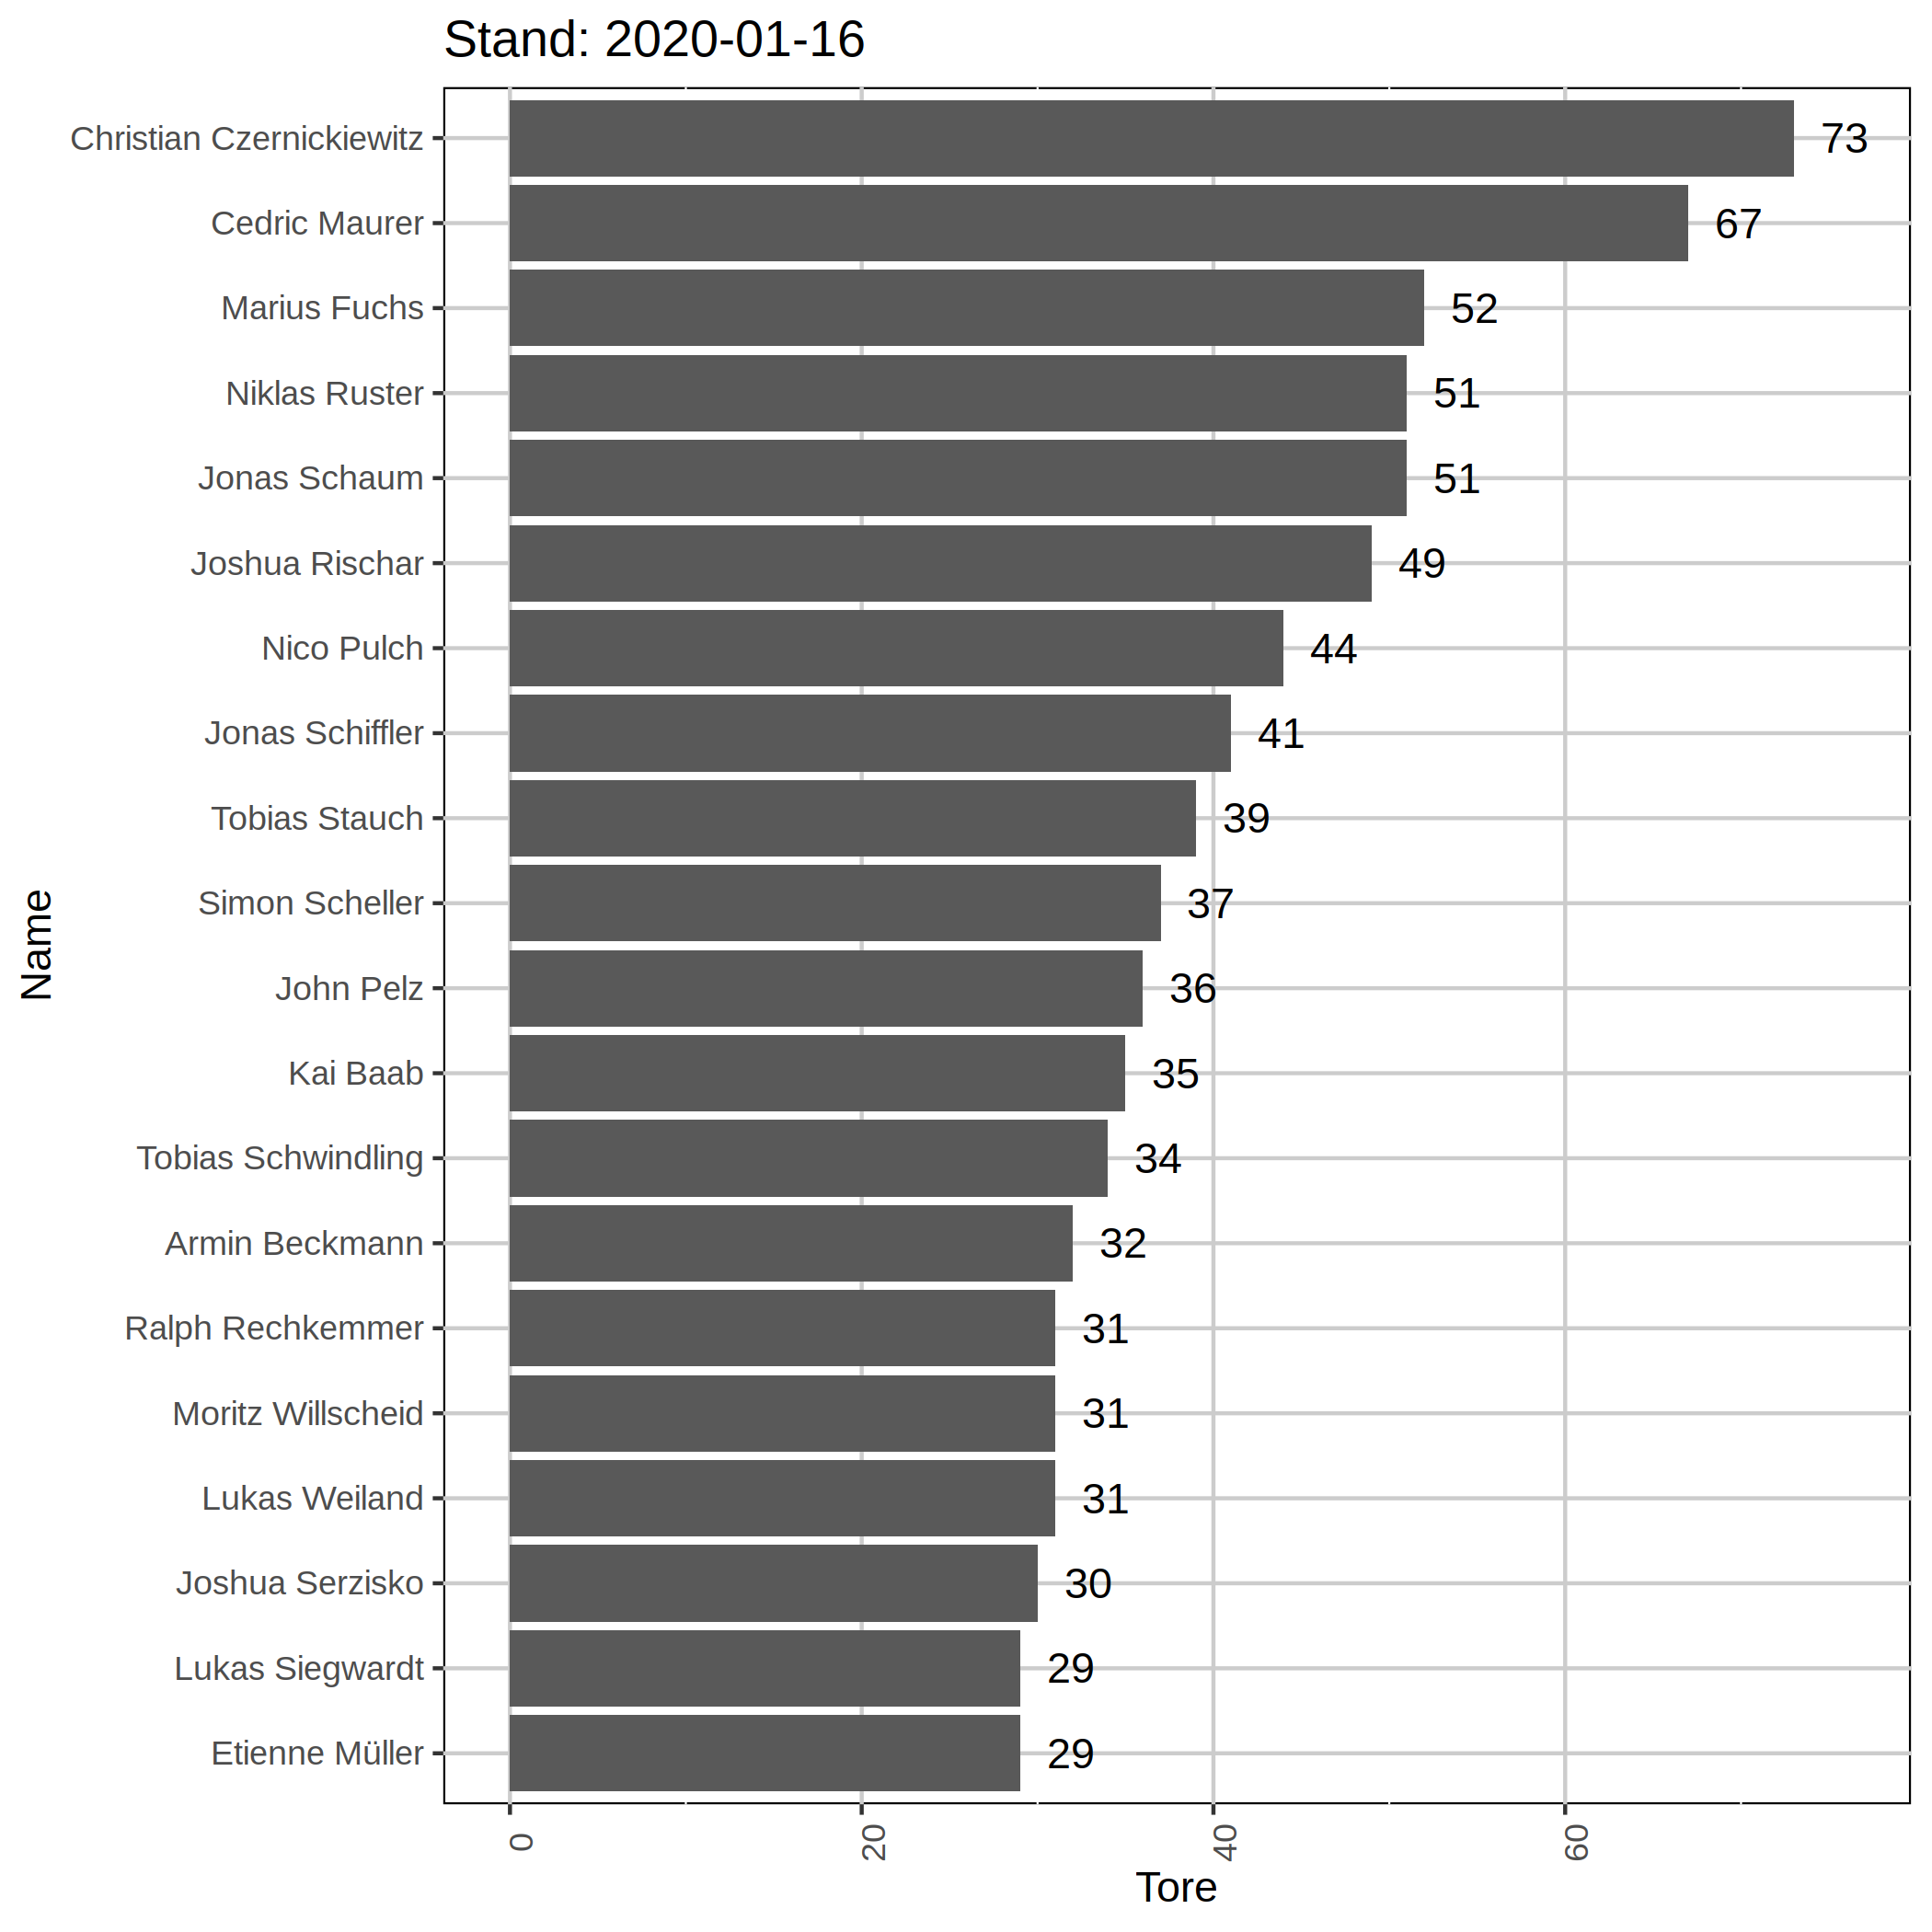 Stand: 2020-01-16
Christian Czernickiewitz 73
Cedric Maurer 67
Marius Fuchs 52
Niklas Ruster 51
Jonas Schaum 51
Joshua Rischar 49
Nico Pulch 44
Jonas Schiffler 41
Tobias Stauch 39
Simon Scheller 37
John Pelz 36
Kai Baab 35
Tobias Schwindling 34
Armin Beckmann 32
Ralph Rechkemmer 31
Moritz Willscheid 31
Lukas Weiland 31
Joshua Serzisko 30
Lukas Siegwardt 29
Etienne Müller 29
Name
0 20 40 60
Tore